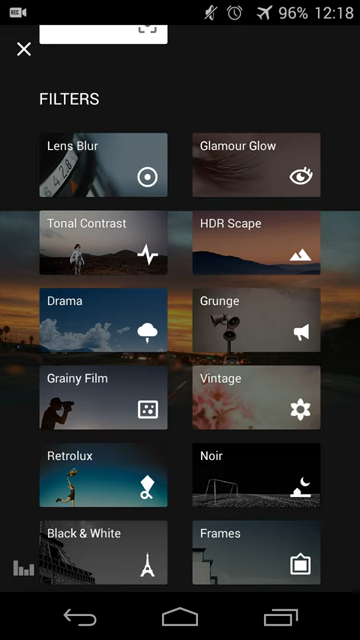 REC
96% 12:18
FILTERS
Lens Blur
Glamour Glow
Tonal Contrast
HDR Scape
Drama
Grunge
Grainy Film
Vintage
Retrolux
Noir
Black & White
Frames